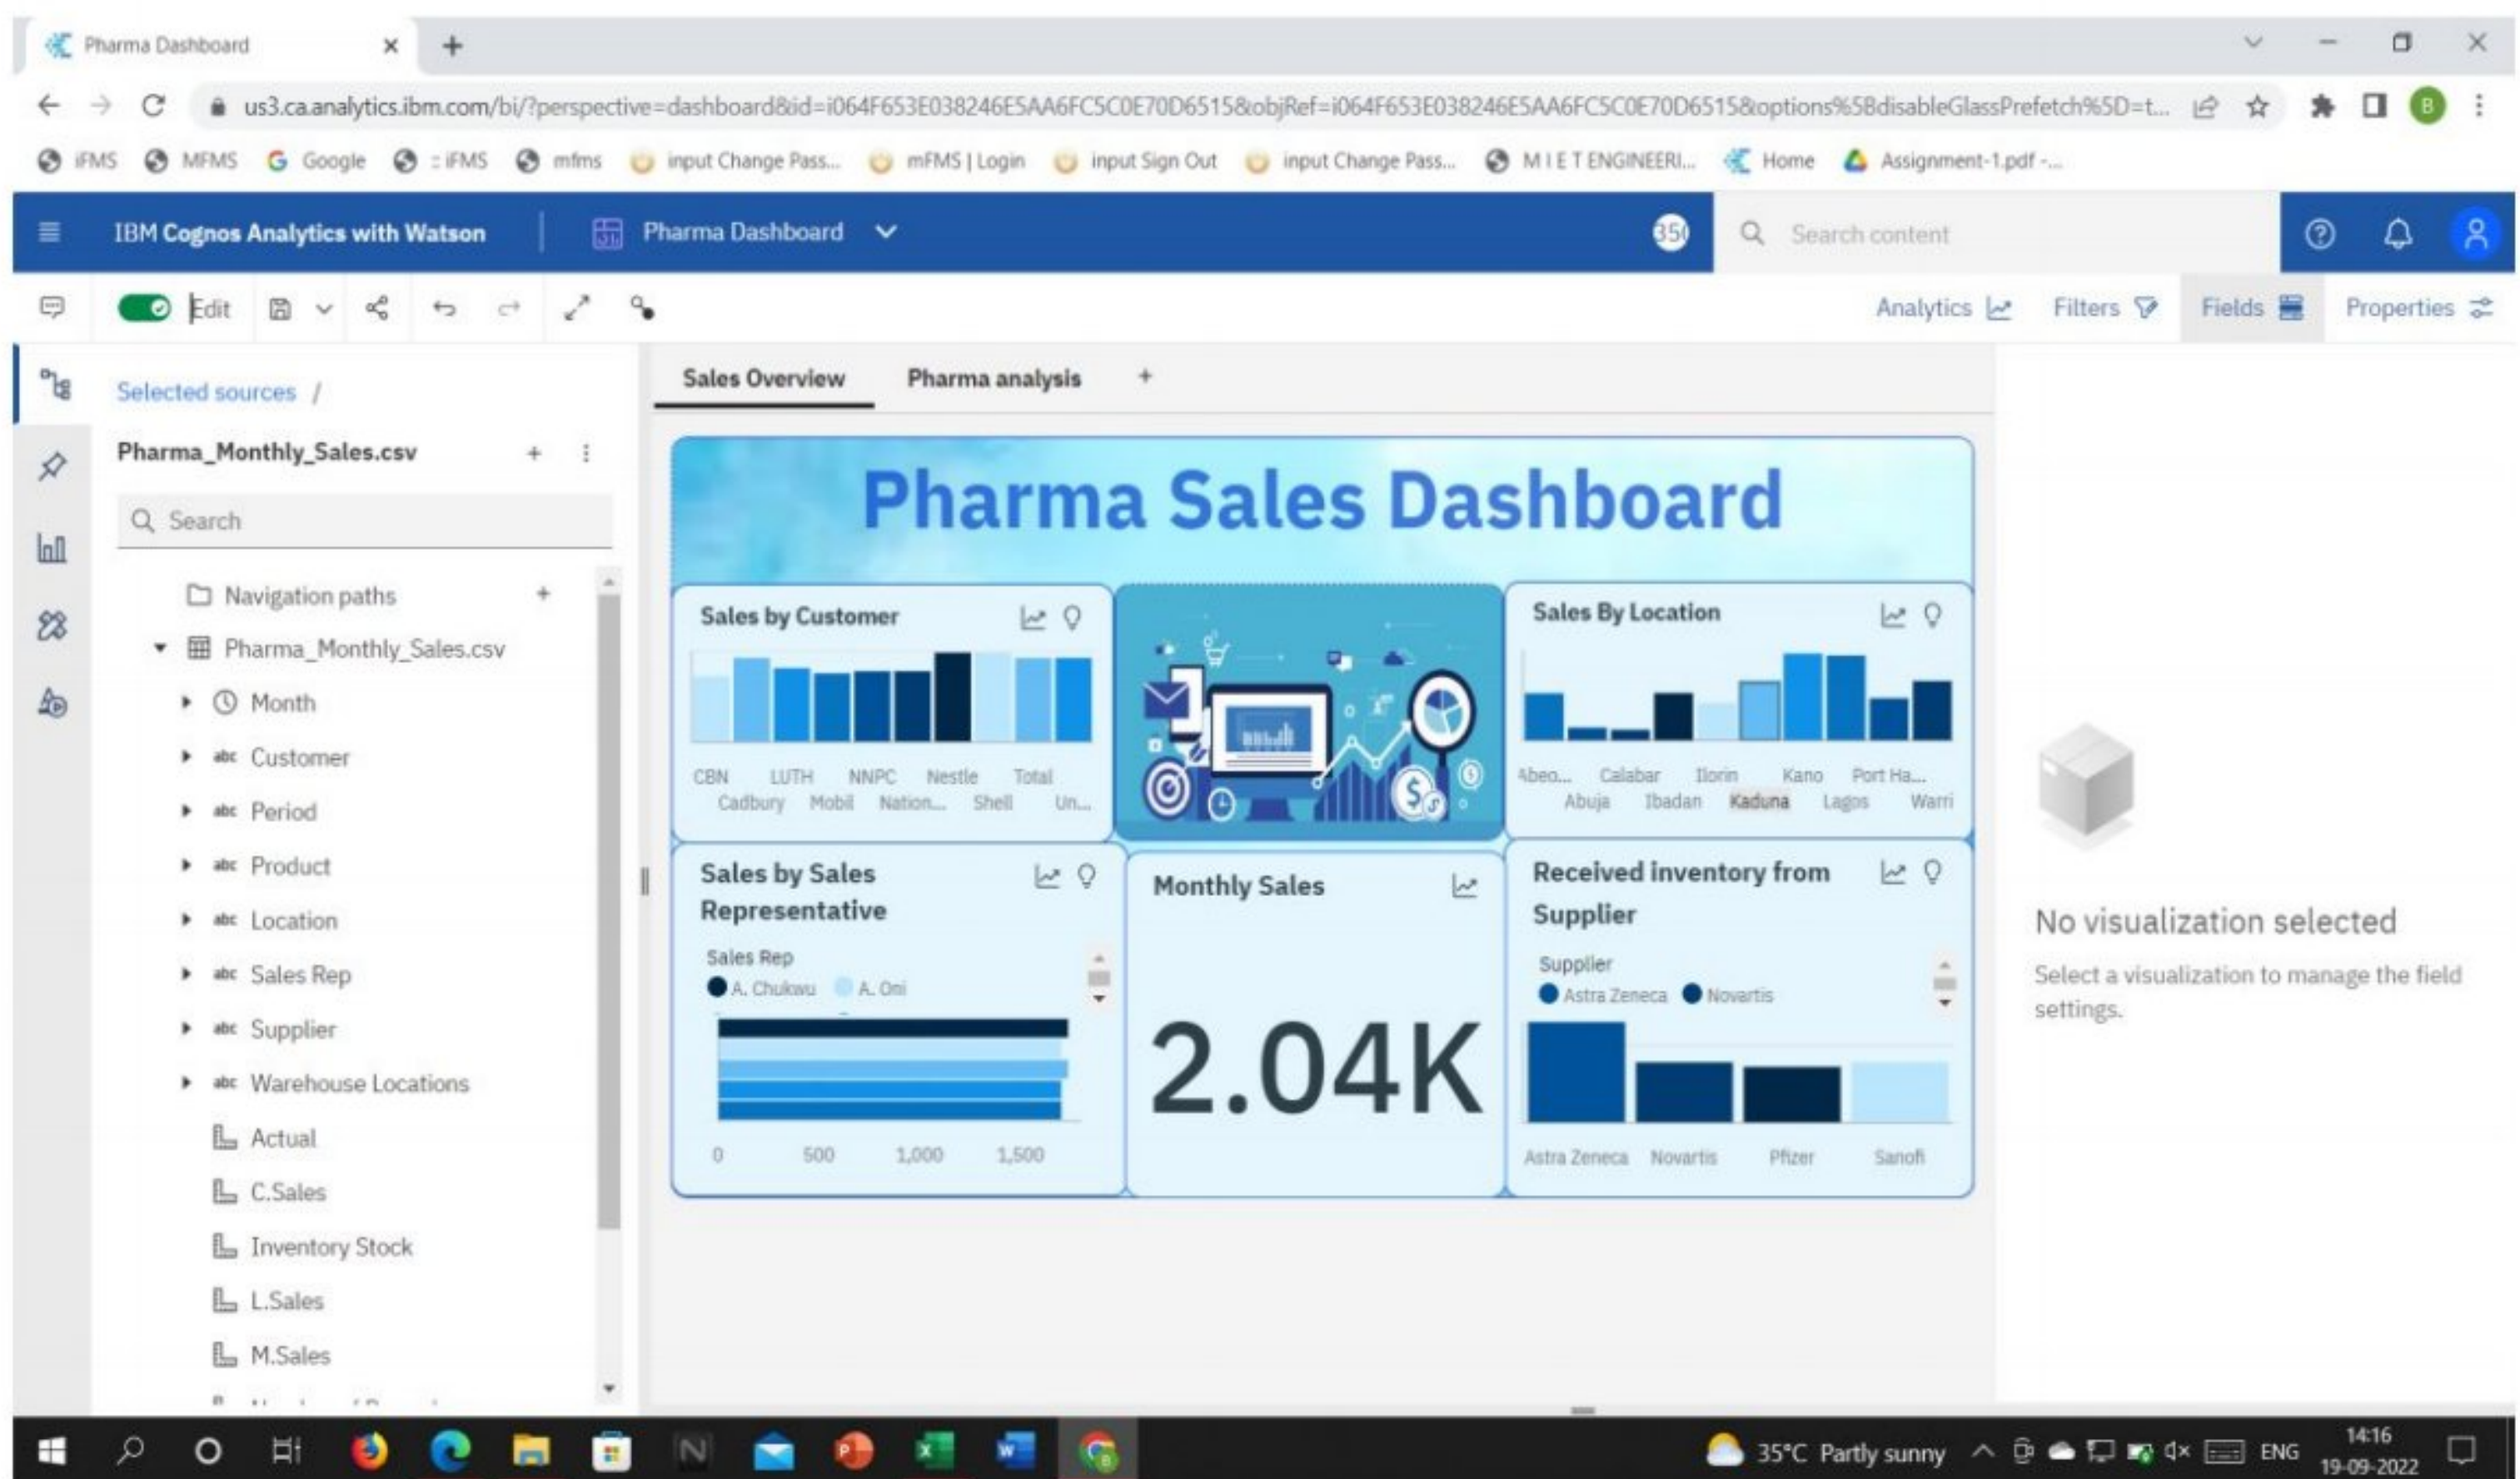 Pharma Dashboard
us3.ca.analytics.ibm.com/bi/?perspective=dashboard&id=i064F653E038246E5AA6FC5C0E70D6515&objRef=i064F653E038246E5AA6FC5C0E70D6515&options%5BdisableGlassPrefetch%5D=t...
B
iFMS MFMS Google :: iFMS mfms input Change Pass... mFMS | Login input Sign Out input Change Pass... M I E T ENGINEERI... Home Assignment-1.pdf -...
IBM Cognos Analytics with Watson Pharma Dashboard 350 Search content
Edit Analytics Filters Fields Properties
Selected sources /
Pharma_Monthly_Sales.csv
Search
Navigation paths
Pharma_Monthly_Sales.csv
Month
abc Customer
abc Period
abc Product
abc Location
abc Sales Rep
abc Supplier
abc Warehouse Locations
Actual
C.Sales
Inventory Stock
L.Sales
M.Sales
Sales Overview Pharma analysis
Pharma Sales Dashboard
Sales by Customer
CBN LUTH NNPC Nestle Total
Cadbury Mobil Nation... Shell Un...
Sales By Location
Abeo... Calabar Ilorin Kano Port Ha...
Abuja Ibadan Kaduna Lagos Warri
Sales by Sales
Representative
Sales Rep
A. Chukwu A. Oni
0 500 1,000 1,500
Monthly Sales
2.04K
Received inventory from
Supplier
Supplier
Astra Zeneca Novartis
Astra Zeneca Novartis Pfizer Sanofi
No visualization selected
Select a visualization to manage the field
settings.
35°C Partly sunny ENG
14:16
19-09-2022